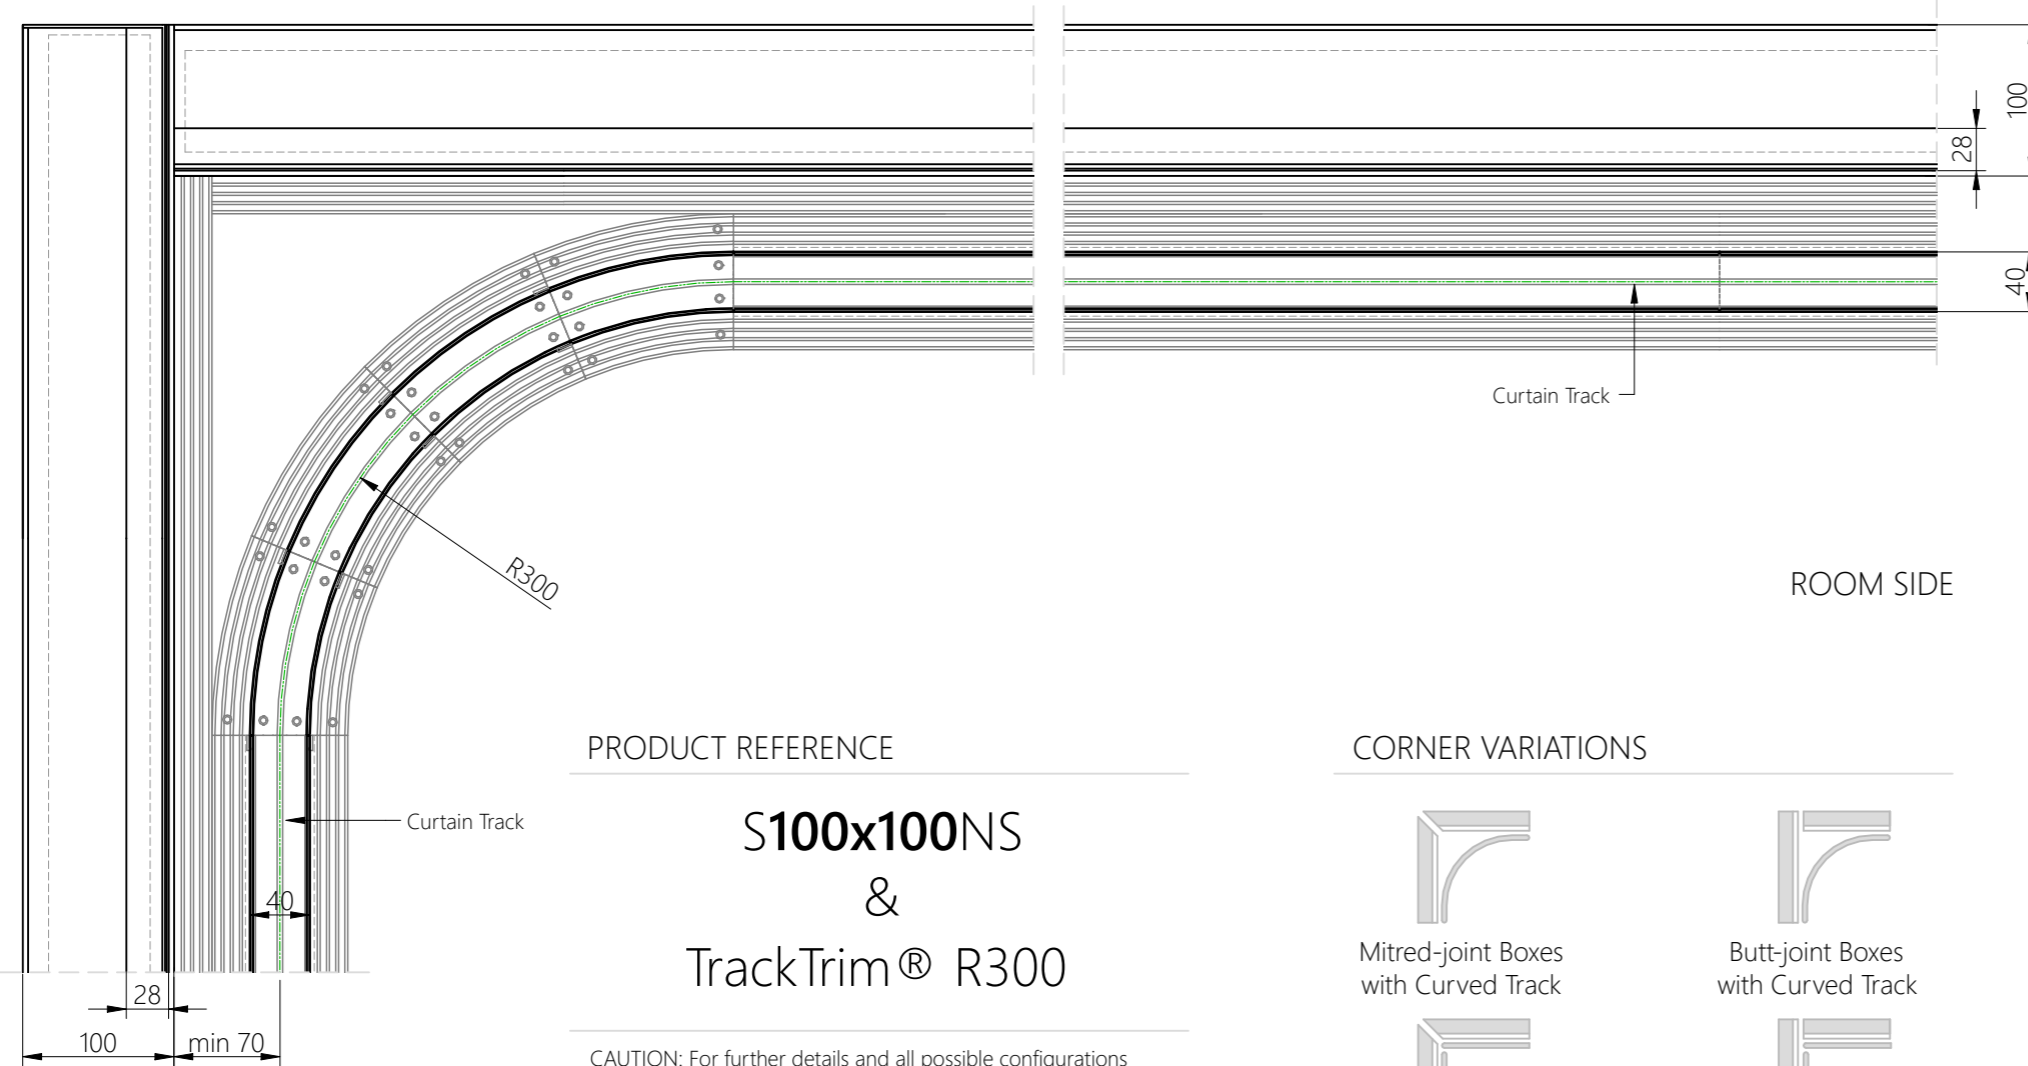 100
28
40
Curtain Track
R300
ROOM SIDE
PRODUCT REFERENCE
S100x100NS
&
TrackTrim® R300
CAUTION: For further details and all possible configurations
CORNER VARIATIONS
Mitred-joint Boxes
with Curved Track
Butt-joint Boxes
with Curved Track
Curtain Track
40
28
100
min 70